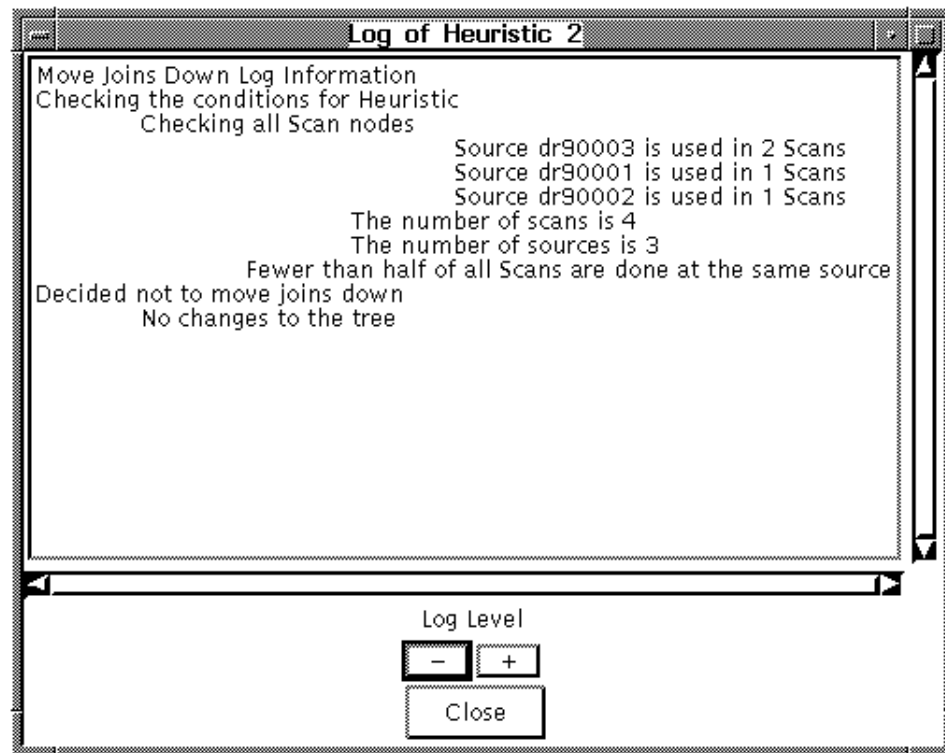 Log of Heuristic 2
Move Joins Down Log Information
Checking the conditions for Heuristic
Checking all Scan nodes
Source dr90003 is used in 2 Scans
Source dr90001 is used in 1 Scans
Source dr90002 is used in 1 Scans
The number of scans is 4
The number of sources is 3
Fewer than half of all Scans are done at the same source
Decided not to move joins down
No changes to the tree
Log Level
- +
Close